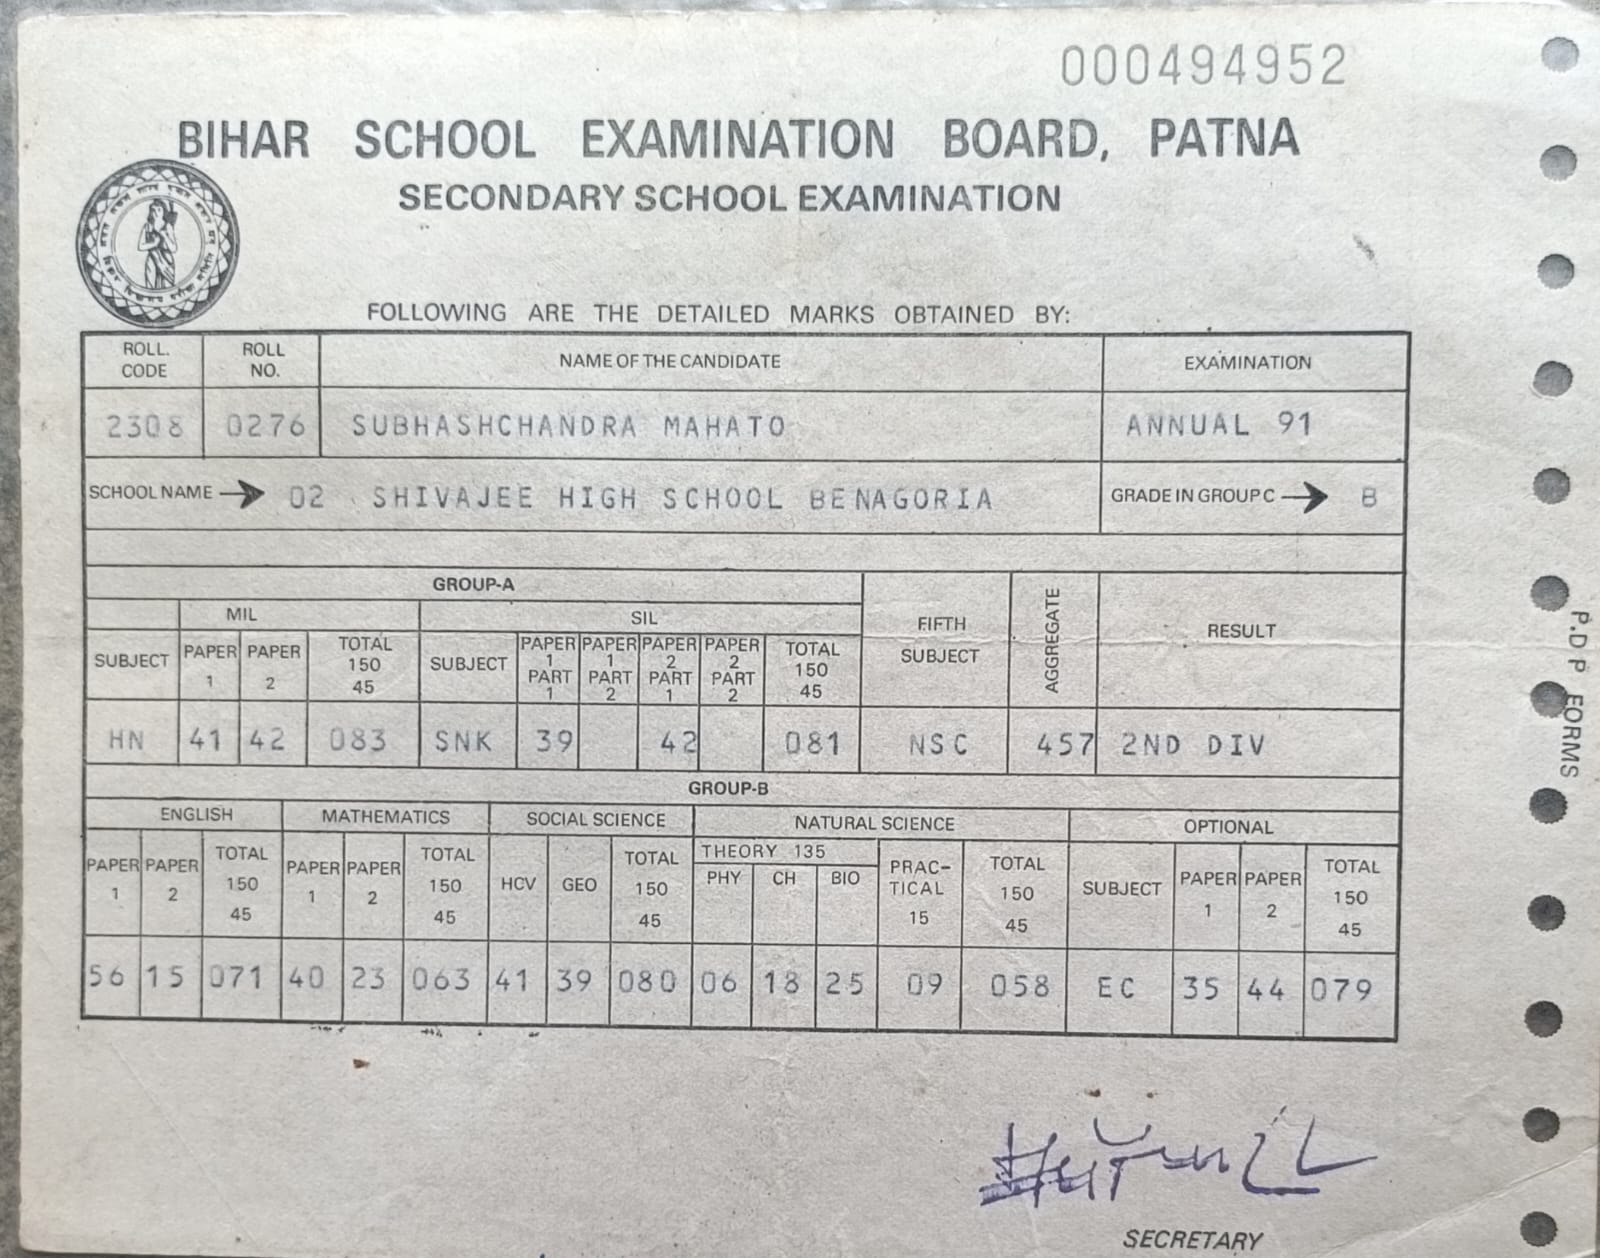 000494952
BIHAR SCHOOL EXAMINATION BOARD, PATNA
SECONDARY SCHOOL EXAMINATION
FOLLOWING ARE THE DETAILED MARKS OBTAINED BY:
ROLL. CODE ROLL NO. NAME OF THE CANDIDATE EXAMINATION
2308 0276 SUBHASHCHANDRA MAHATO ANNUAL 91
SCHOOL NAME → 02 SHIVAJEE HIGH SCHOOL BENAGORIA GRADE IN GROUP C → B
GROUP-A
MIL SIL FIFTH SUBJECT AGGREGATE RESULT
SUBJECT PAPER 1 PAPER 2 TOTAL 150 45 SUBJECT PAPER 1 PART 1 PAPER 1 PART 2 PAPER 2 PART 1 PAPER 2 PART 2 TOTAL 150 45
HN 41 42 083 SNK 39 42 081 NSC 457 2ND DIV
GROUP-B
ENGLISH MATHEMATICS SOCIAL SCIENCE NATURAL SCIENCE OPTIONAL
PAPER 1 PAPER 2 TOTAL 150 45 PAPER 1 PAPER 2 TOTAL 150 45 HCV GEO TOTAL 150 45 THEORY 135 PHY CH BIO PRAC-TICAL 15 TOTAL 150 45 SUBJECT PAPER 1 PAPER 2 TOTAL 150 45
56 15 071 40 23 063 41 39 080 06 18 25 09 058 EC 35 44 079
SECRETARY
P.D P FORMS